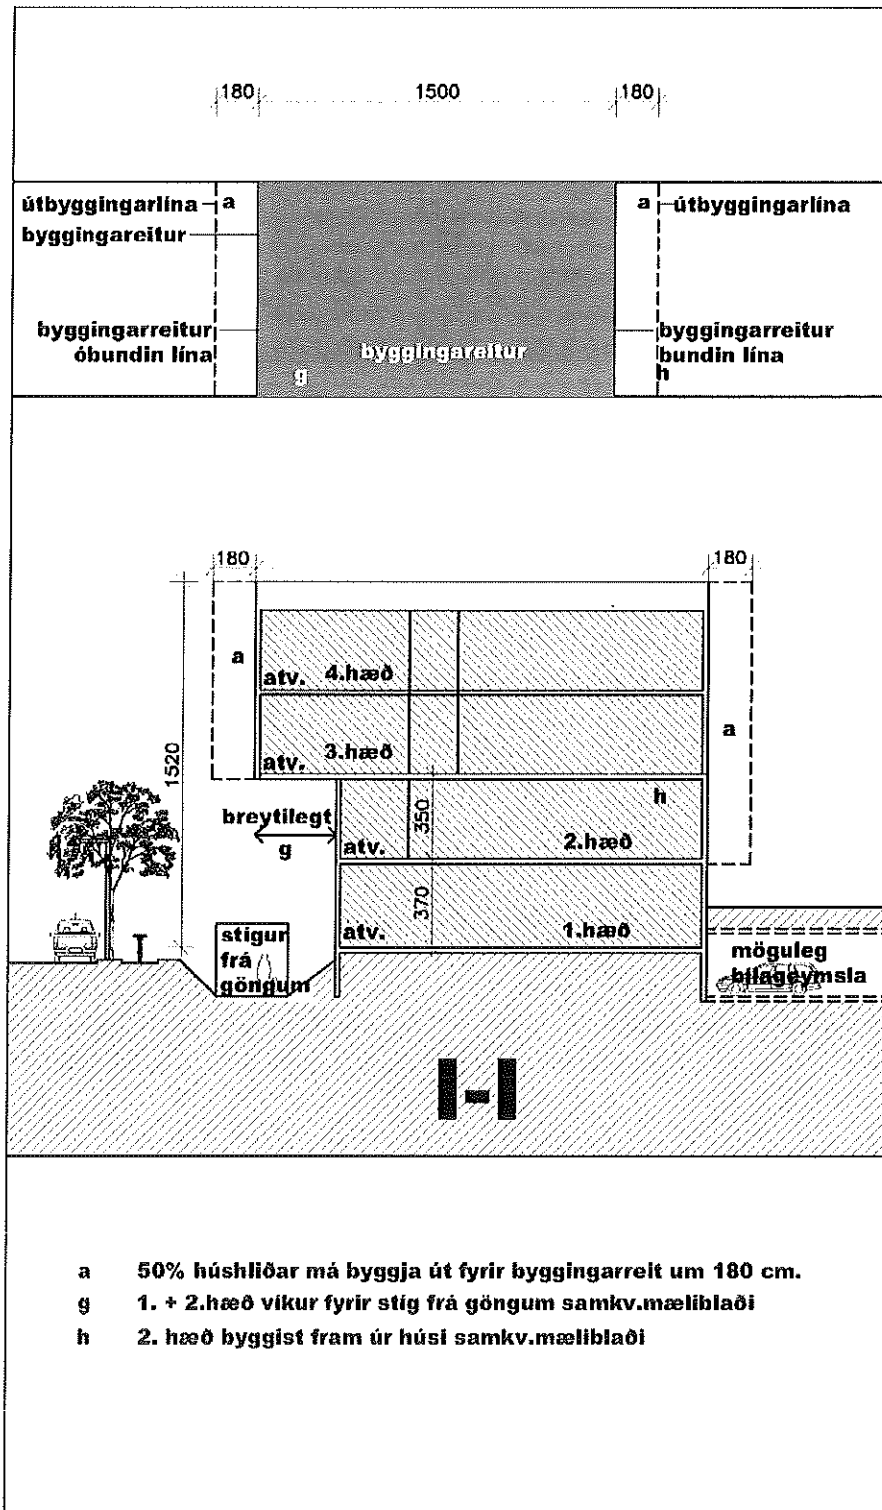 180 1500 180
útbyggingarlína a a útbyggingarlína
byggingareitur
byggingarreitur byggingarreitur
óbundin lína byggingareitur bundin lína
g h
180 180
a
atv. 4.hæð
a
atv. 3.hæð
1520
h
breytilegt 350
g atv. 2.hæð
370
stígur atv. 1.hæð
frá möguleg
göngum bílageymsla
H
a 50% húshliðar má byggja út fyrir byggingarreit um 180 cm.
g 1. + 2.hæð víkur fyrir stíg frá göngum samkv.mæliblaði
h 2. hæð byggist fram úr húsi samkv.mæliblaði